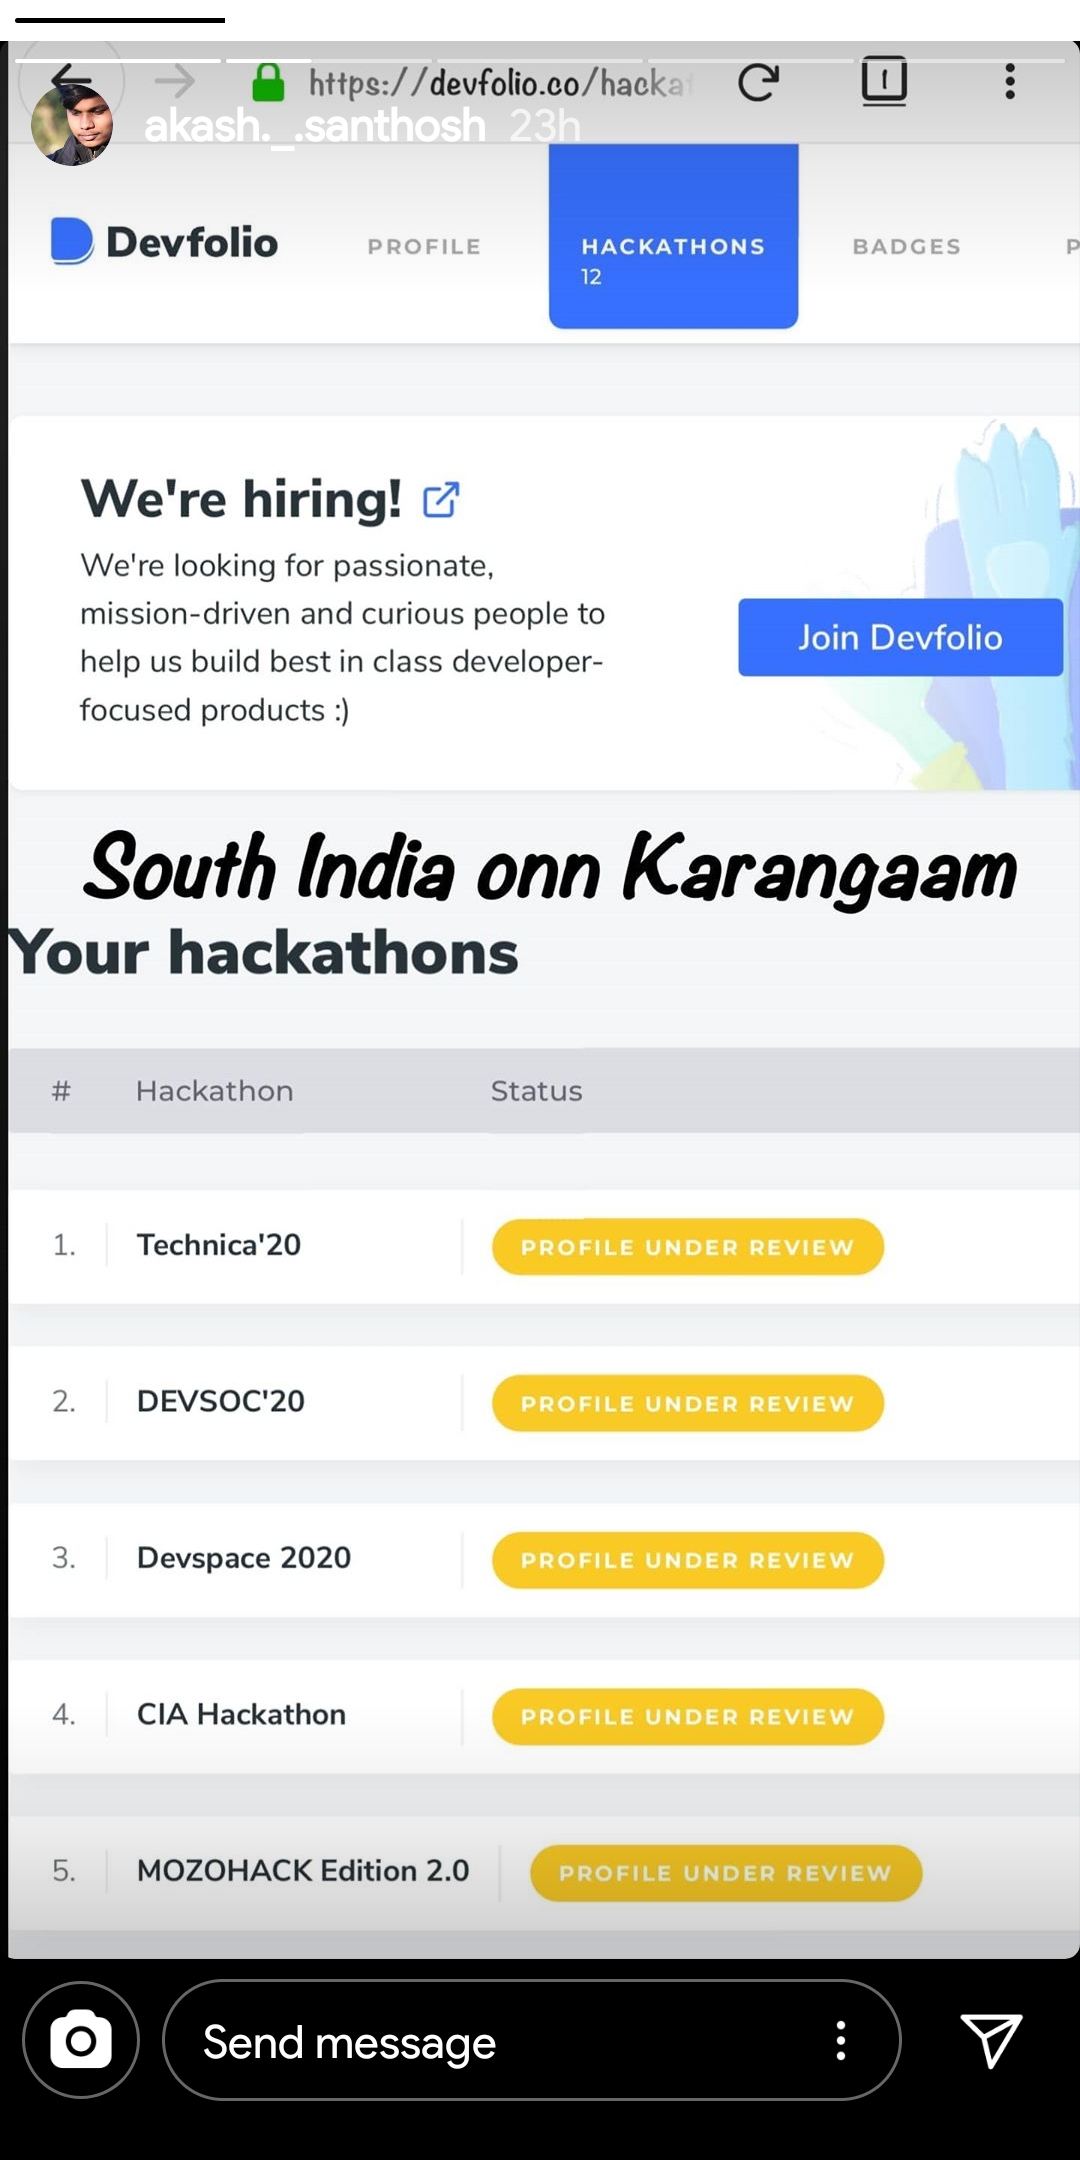 https://devfolio.co/hacka
akash._.santhosh 23h
Devfolio
PROFILE
HACKATHONS
12
BADGES
P
We're hiring!
We're looking for passionate,
mission-driven and curious people to
help us build best in class developer-
focused products :)
Join Devfolio
South India onn Karangaam
Your hackathons
# Hackathon Status
1. Technica'20 PROFILE UNDER REVIEW
2. DEVSOC'20 PROFILE UNDER REVIEW
3. Devspace 2020 PROFILE UNDER REVIEW
4. CIA Hackathon PROFILE UNDER REVIEW
5. MOZOHACK Edition 2.0 PROFILE UNDER REVIEW
Send message